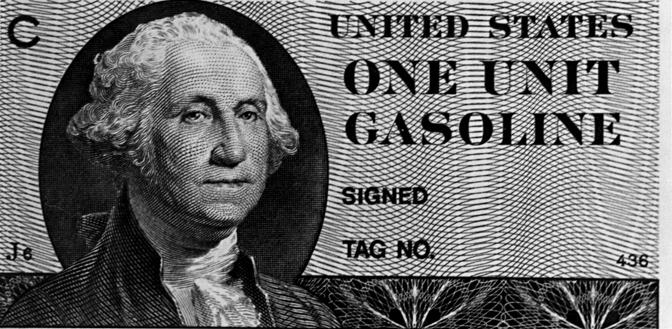 C
UNITED STATES
ONE UNIT
GASOLINE
SIGNED
TAG NO.
J6
436